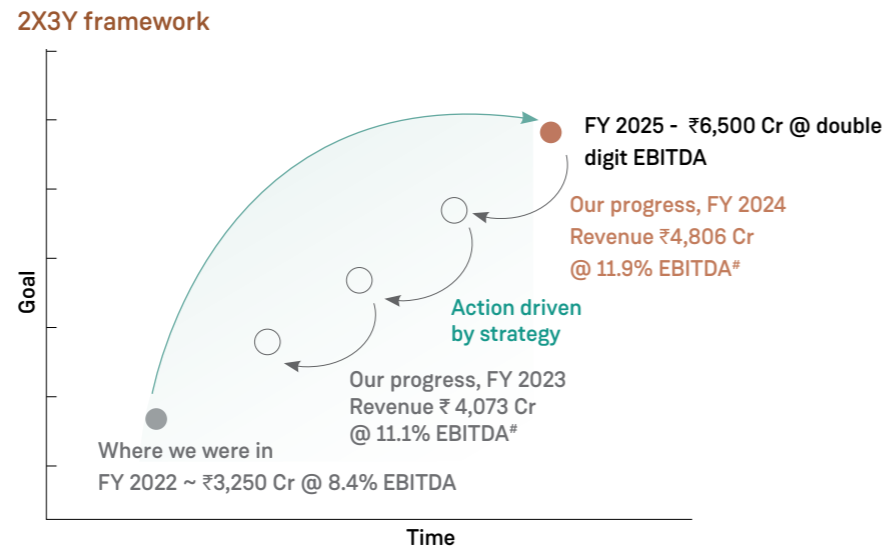 2X3Y framework
FY 2025 - ₹6,500 Cr @ double
digit EBITDA
Our progress, FY 2024
Revenue ₹4,806 Cr
@ 11.9% EBITDA#
Goal
Action driven
by strategy
Our progress, FY 2023
Revenue ₹ 4,073 Cr
@ 11.1% EBITDA#
Where we were in
FY 2022 ~ ₹3,250 Cr @ 8.4% EBITDA
Time